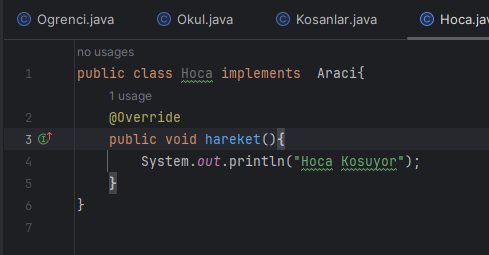 Ogrenci.java Okul.java Kosanlar.java Hoca.java
no usages
1 public class Hoca implements  Araci{
1 usage
2 @Override
3 public void hareket(){
4 System.out.println("Hoca Kosuyor");
5 }
6 }
7